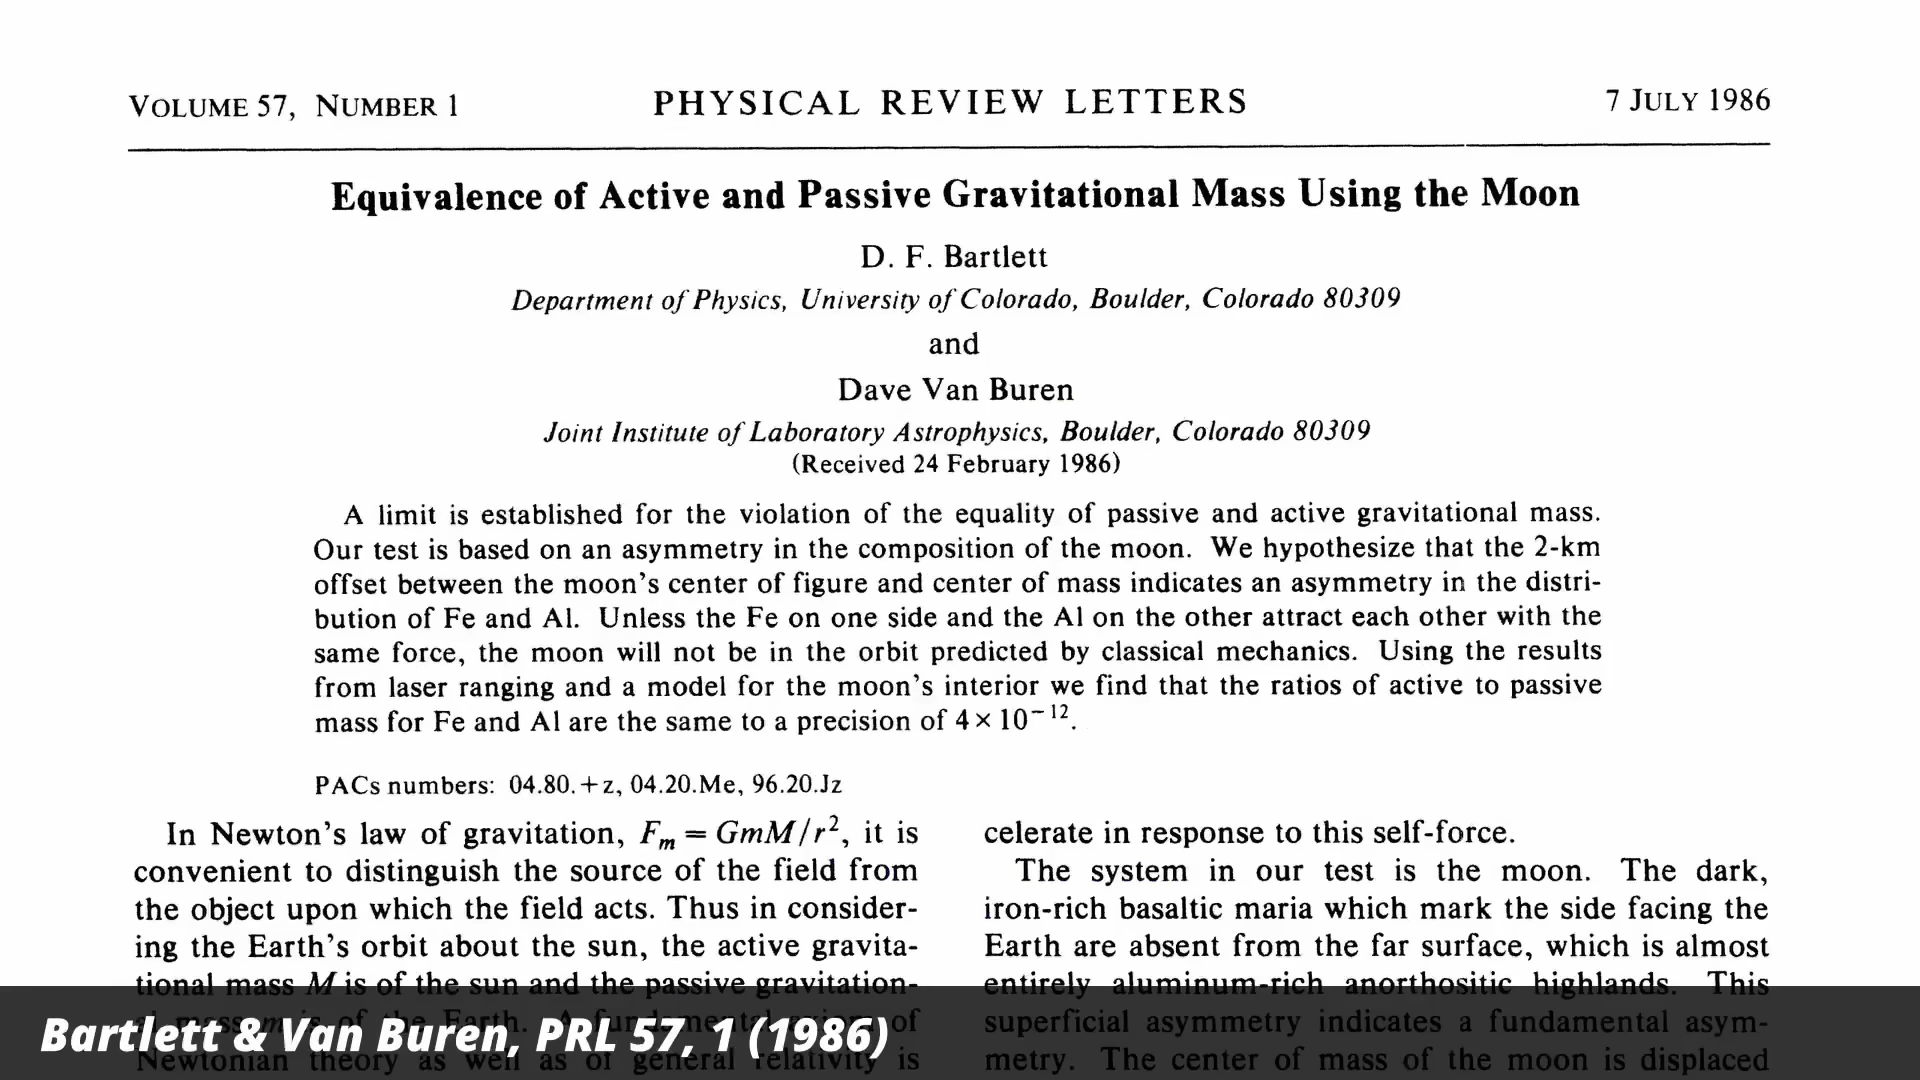 VOLUME 57, NUMBER 1 PHYSICAL REVIEW LETTERS 7 JULY 1986
Equivalence of Active and Passive Gravitational Mass Using the Moon
D. F. Bartlett
Department of Physics, University of Colorado, Boulder, Colorado 80309
and
Dave Van Buren
Joint Institute of Laboratory Astrophysics, Boulder, Colorado 80309
(Received 24 February 1986)
A limit is established for the violation of the equality of passive and active gravitational mass.
Our test is based on an asymmetry in the composition of the moon. We hypothesize that the 2-km
offset between the moon's center of figure and center of mass indicates an asymmetry in the distri-
bution of Fe and Al. Unless the Fe on one side and the Al on the other attract each other with the
same force, the moon will not be in the orbit predicted by classical mechanics. Using the results
from laser ranging and a model for the moon's interior we find that the ratios of active to passive
mass for Fe and Al are the same to a precision of 4×10⁻¹².
PACs numbers: 04.80.+z, 04.20.Me, 96.20.Jz
In Newton's law of gravitation, Fₘ = GmM/r², it is
convenient to distinguish the source of the field from
the object upon which the field acts. Thus in consider-
ing the Earth's orbit about the sun, the active gravita-
tional mass M is of the sun and the passive gravitation-
al mass m is of the Earth. A fundamental of
Newtonian theory as well as of general relativity is
celerate in response to this self-force.
The system in our test is the moon. The dark,
iron-rich basaltic maria which mark the side facing the
Earth are absent from the far surface, which is almost
entirely aluminum-rich anorthositic highlands. This
superficial asymmetry indicates a fundamental asym-
metry. The center of mass of the moon is displaced
Bartlett & Van Buren, PRL 57, 1 (1986)